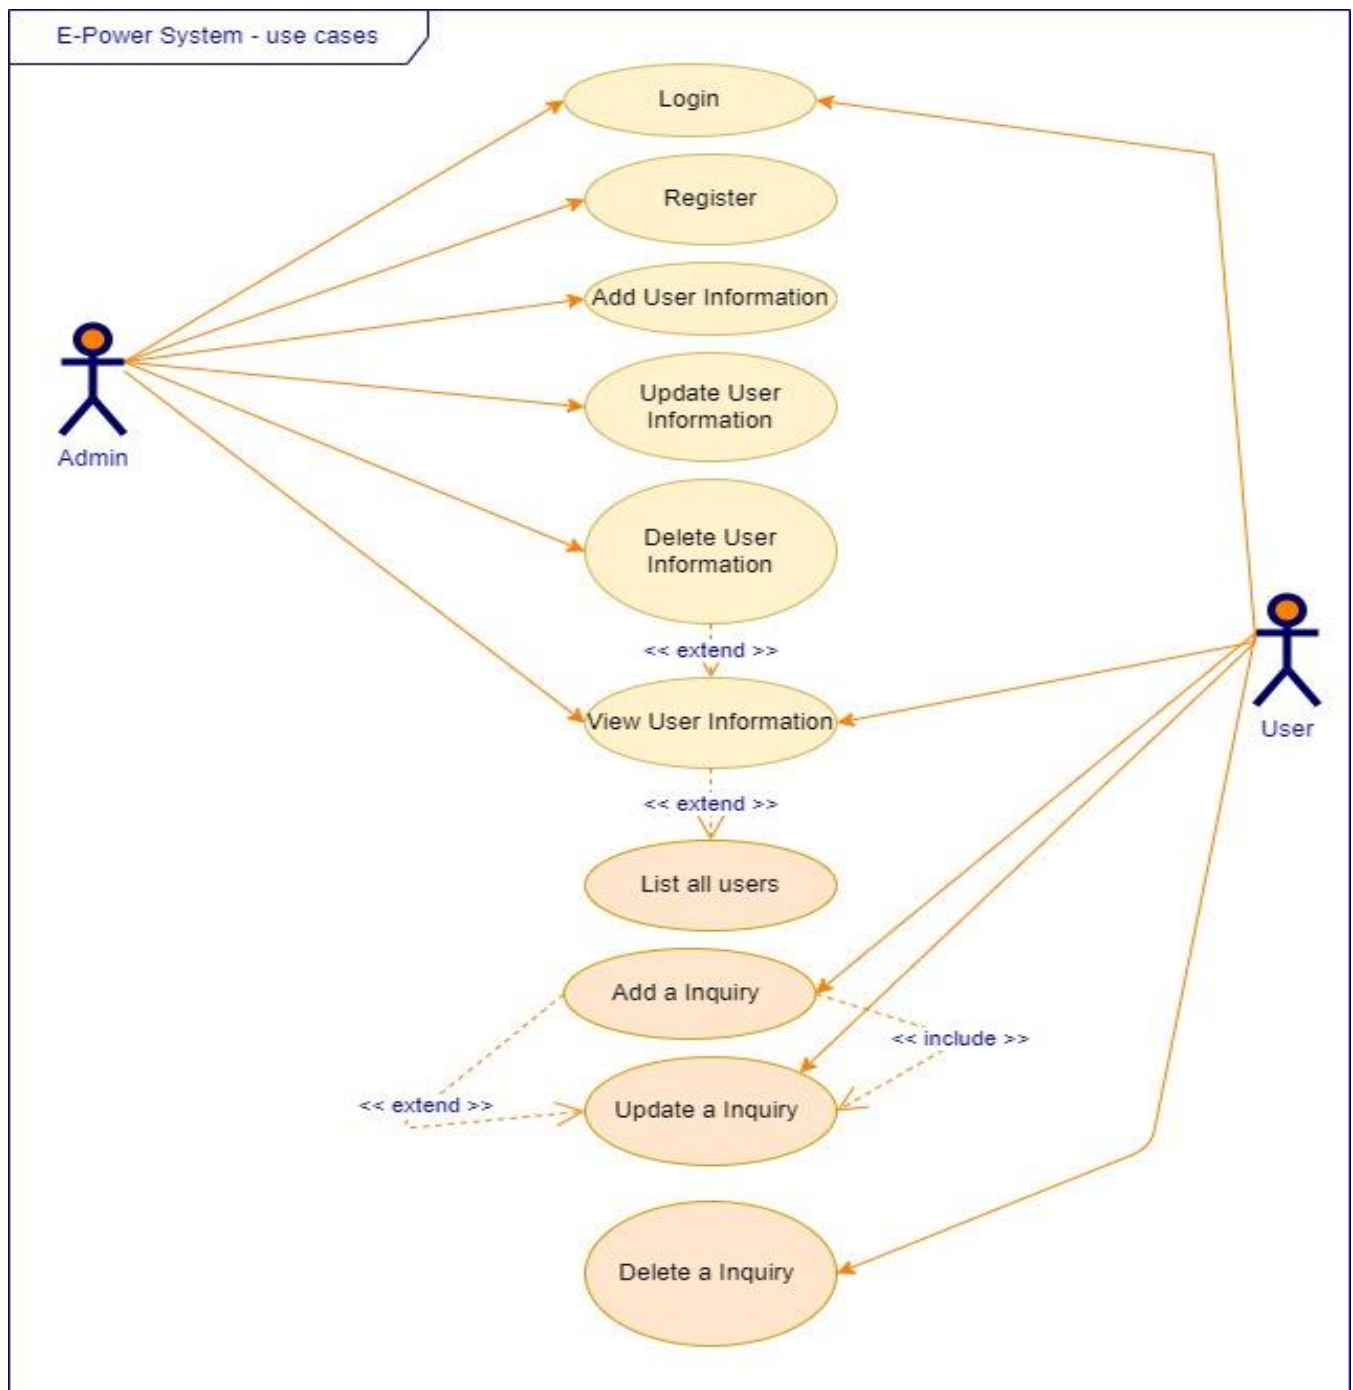 E-Power System - use cases
Login
Register
Add User Information
Update User
Information
Admin
Delete User
Information
<< extend >>
View User Information
User
<< extend >>
List all users
Add a Inquiry
<< include >>
<< extend >>
Update a Inquiry
Delete a Inquiry